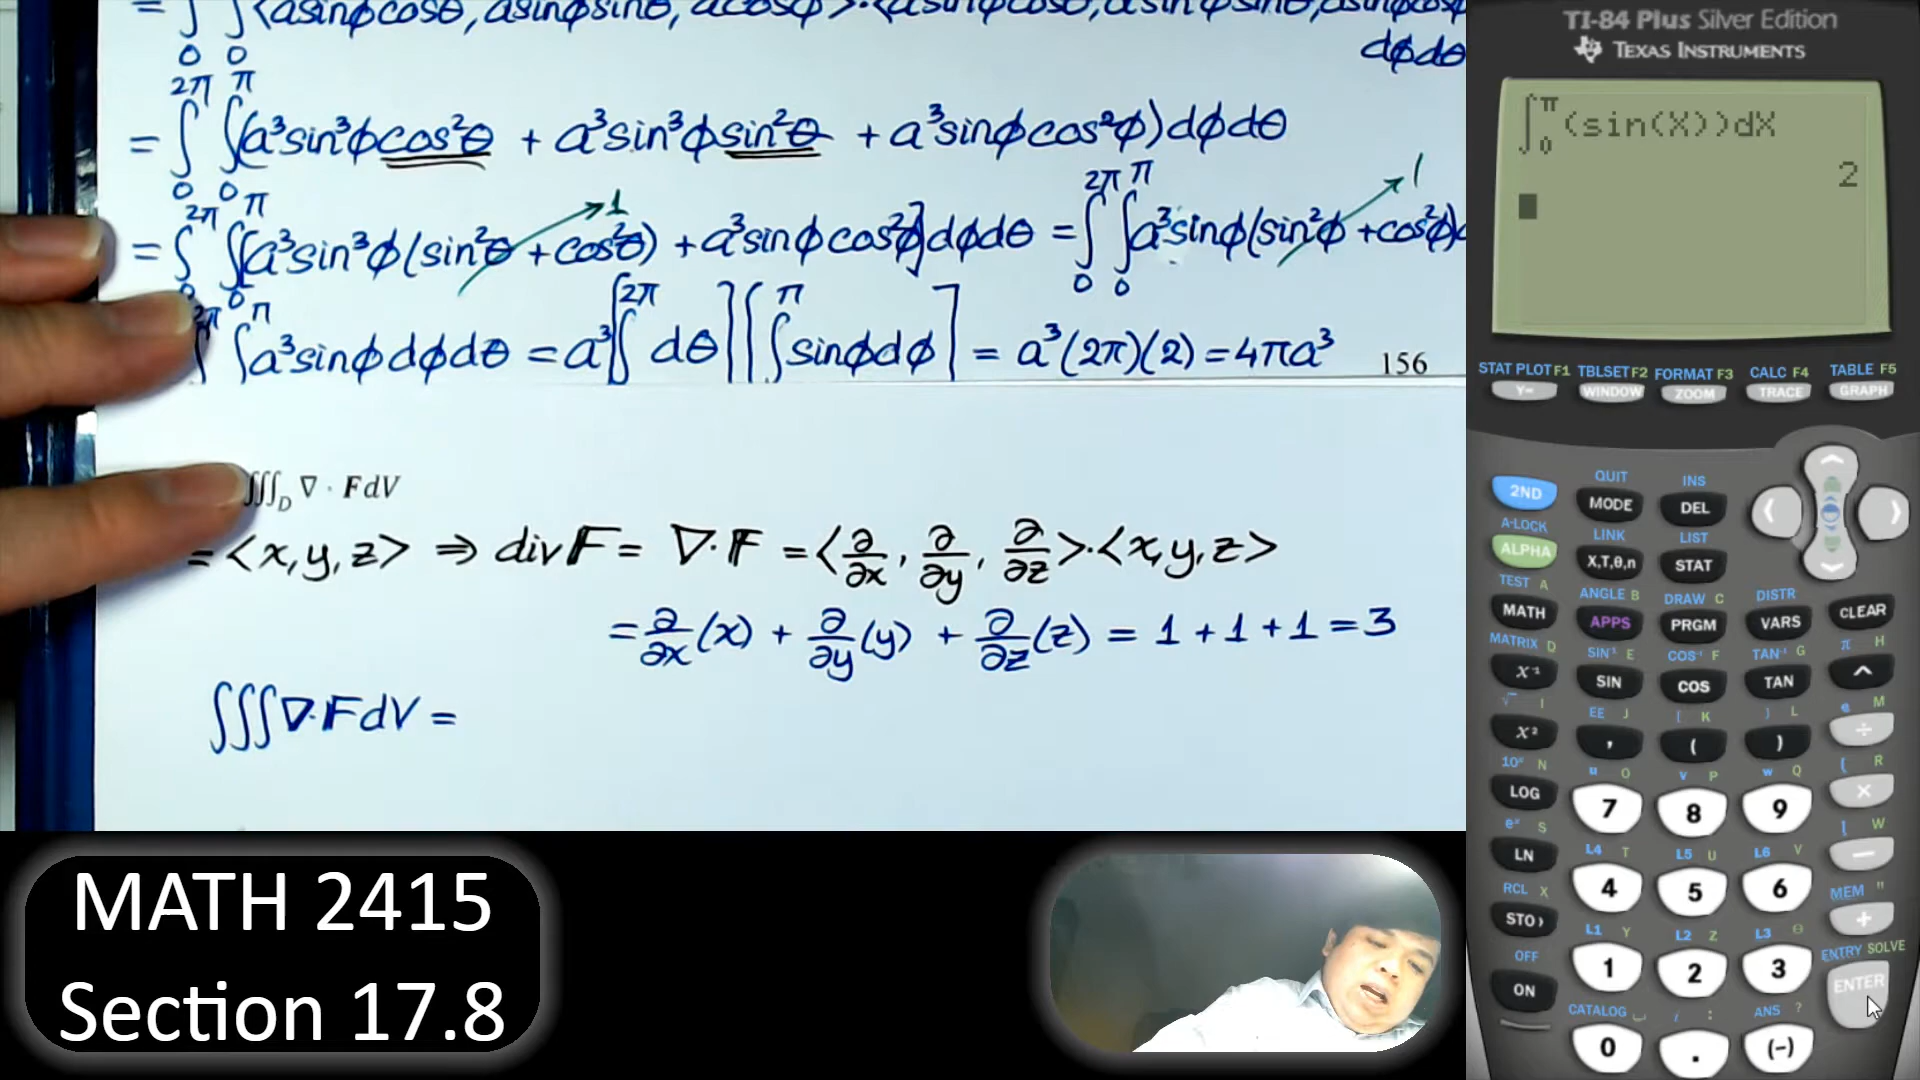 = ∫₀ ∫₀ ⟨asinφcosθ, asinφsinθ, acosφ⟩·⟨asinφcosθ, asinφsinθ, asinφcosφ
dφdθ
= ∫₀^2π ∫₀^π (a³sin³φcos²θ + a³sin³φsin²θ + a³sinφcos²φ)dφdθ
= ∫₀^2π ∫₀^π [a³sin³φ(sin²θ + cos²θ) + a³sinφcos²φ]dφdθ = ∫₀^2π ∫₀^π a³sinφ(sin²φ + cos²φ)d
1
1
∫^2π ∫^π a³sinφdφdθ = a³[∫^2π dθ][∫^π sinφdφ] = a³(2π)(2) = 4πa³
156
∭_D ∇ · F dV
= <x,y,z> ⇒ div F = ∇·F = <∂/∂x, ∂/∂y, ∂/∂z>·<x,y,z>
= ∂/∂x(x) + ∂/∂y(y) + ∂/∂z(z) = 1 + 1 + 1 = 3
∭∇·FdV =
MATH 2415
Section 17.8
TI-84 Plus Silver Edition
TEXAS INSTRUMENTS
∫₀^π (sin(X))dX
2
STAT PLOT F1 TBLSET F2 FORMAT F3 CALC F4 TABLE F5
Y= WINDOW ZOOM TRACE GRAPH
QUIT INS
2ND MODE DEL
A-LOCK LINK LIST
ALPHA X,T,θ,n STAT
TEST A ANGLE B DRAW C DISTR
MATH APPS PRGM VARS CLEAR
MATRIX D SIN⁻¹ E COS⁻¹ F TAN⁻¹ G π H
X⁻¹ SIN COS TAN ^
√ I EE J { K } L e M
X² , ( ) ÷
10ˣ N u O v P w Q [ R
LOG 7 8 9 ×
eˣ S L4 T L5 U L6 V ] W
LN 4 5 6 −
RCL X L1 Y L2 Z L3 θ MEM "
STO› 1 2 3 +
OFF CATALOG ⎵ i : ANS ? ENTRY SOLVE
ON 0 . (−) ENTER